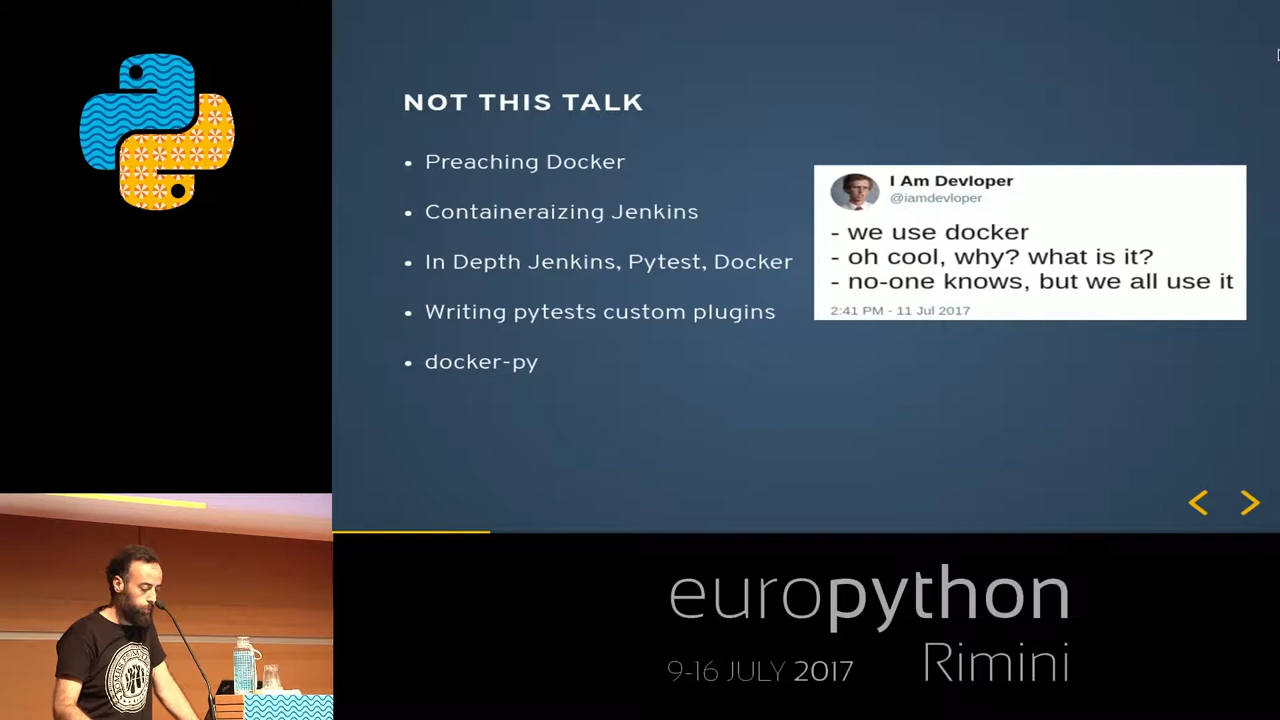 NOT THIS TALK
• Preaching Docker
• Containeraizing Jenkins
• In Depth Jenkins, Pytest, Docker
• Writing pytests custom plugins
• docker-py
I Am Devloper
@iamdevloper
- we use docker
- oh cool, why? what is it?
- no-one knows, but we all use it
2:41 PM - 11 Jul 2017
europython
9-16 JULY 2017 Rimini